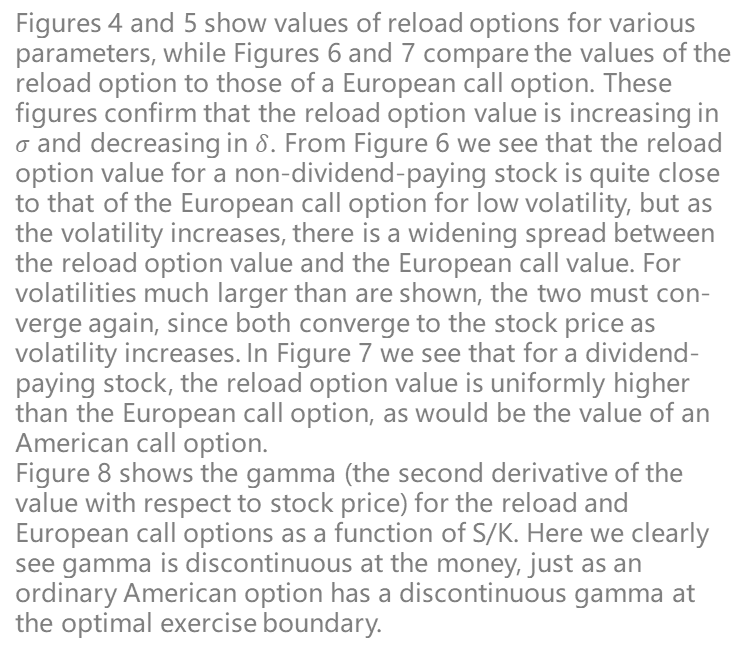 Figures 4 and 5 show values of reload options for various
parameters, while Figures 6 and 7 compare the values of the
reload option to those of a European call option. These
figures confirm that the reload option value is increasing in
σ and decreasing in δ. From Figure 6 we see that the reload
option value for a non-dividend-paying stock is quite close
to that of the European call option for low volatility, but as
the volatility increases, there is a widening spread between
the reload option value and the European call value. For
volatilities much larger than are shown, the two must con-
verge again, since both converge to the stock price as
volatility increases. In Figure 7 we see that for a dividend-
paying stock, the reload option value is uniformly higher
than the European call option, as would be the value of an
American call option.
Figure 8 shows the gamma (the second derivative of the
value with respect to stock price) for the reload and
European call options as a function of S/K. Here we clearly
see gamma is discontinuous at the money, just as an
ordinary American option has a discontinuous gamma at
the optimal exercise boundary.